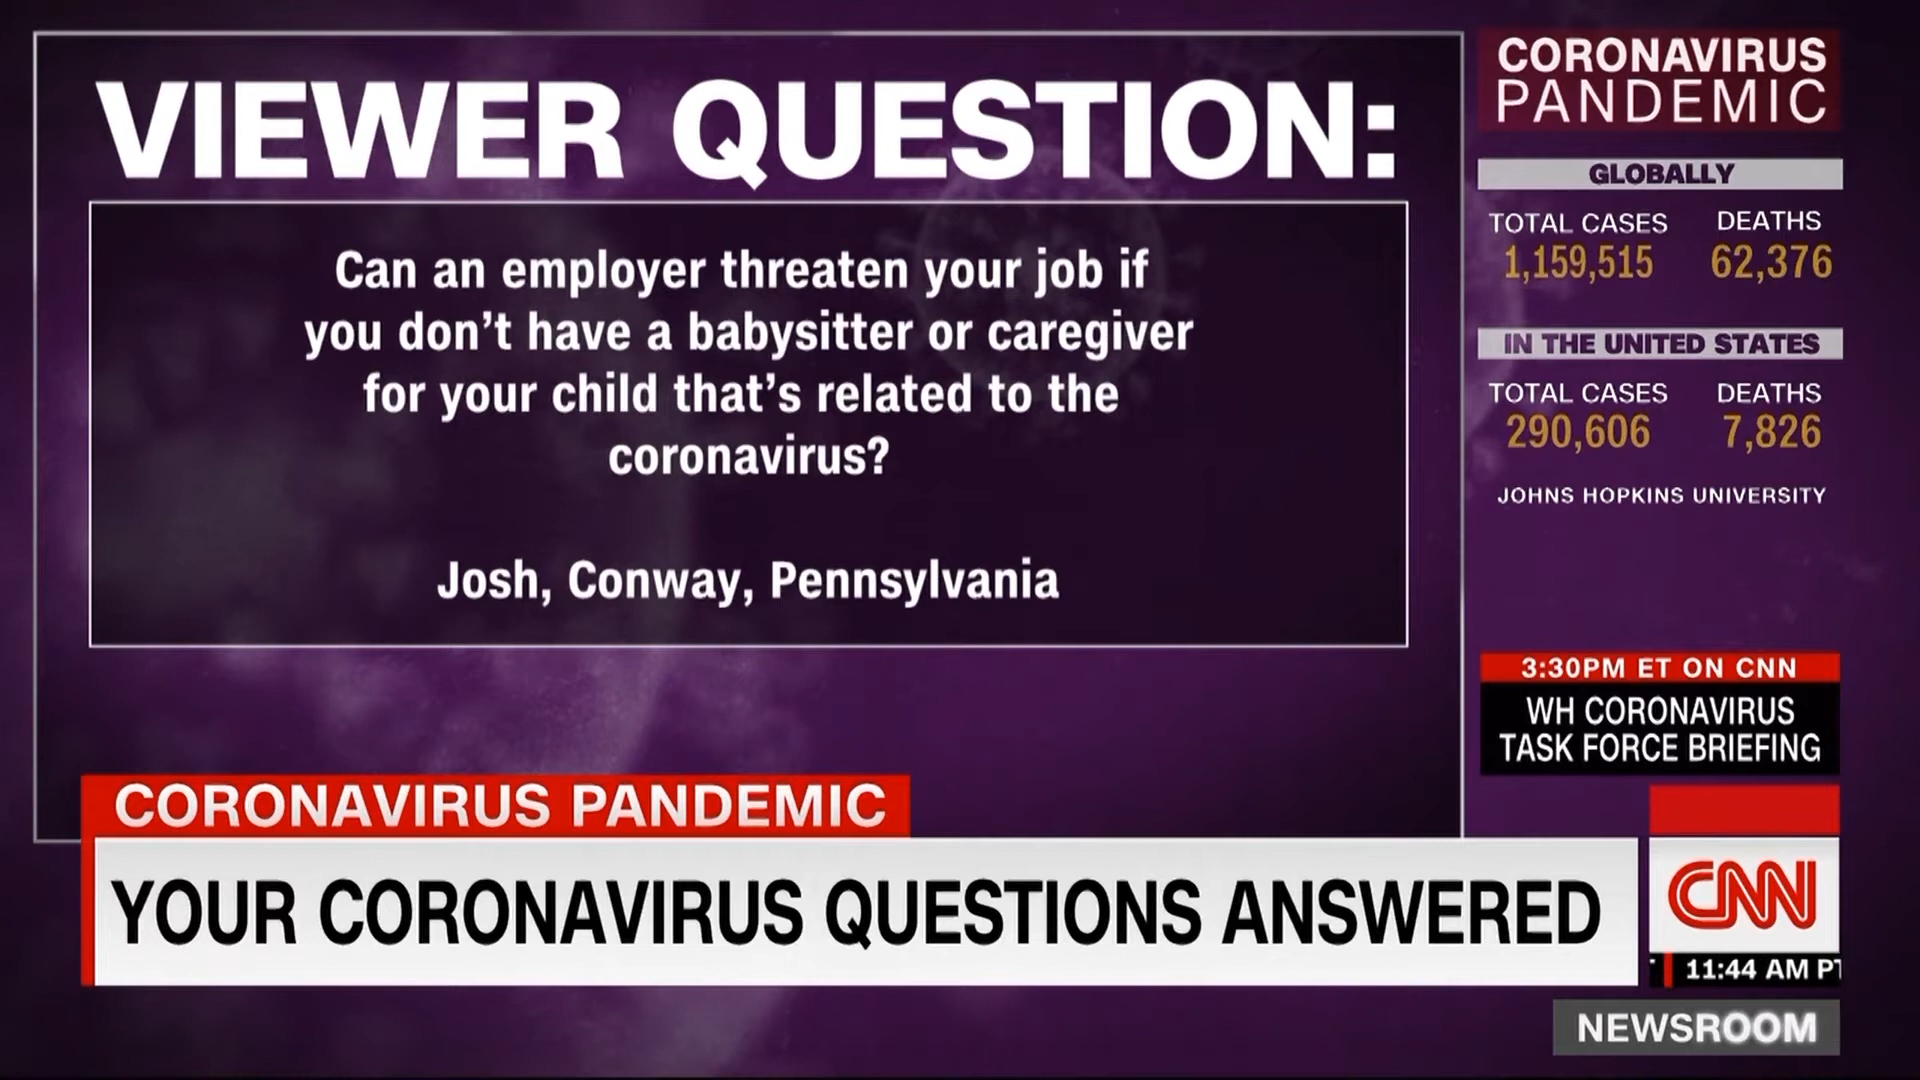 VIEWER QUESTION:
Can an employer threaten your job if
you don't have a babysitter or caregiver
for your child that's related to the
coronavirus?
Josh, Conway, Pennsylvania
CORONAVIRUS
PANDEMIC
GLOBALLY
TOTAL CASES DEATHS
1,159,515 62,376
IN THE UNITED STATES
TOTAL CASES DEATHS
290,606 7,826
JOHNS HOPKINS UNIVERSITY
3:30PM ET ON CNN
WH CORONAVIRUS
TASK FORCE BRIEFING
CORONAVIRUS PANDEMIC
YOUR CORONAVIRUS QUESTIONS ANSWERED
CNN
11:44 AM PT
NEWSROOM